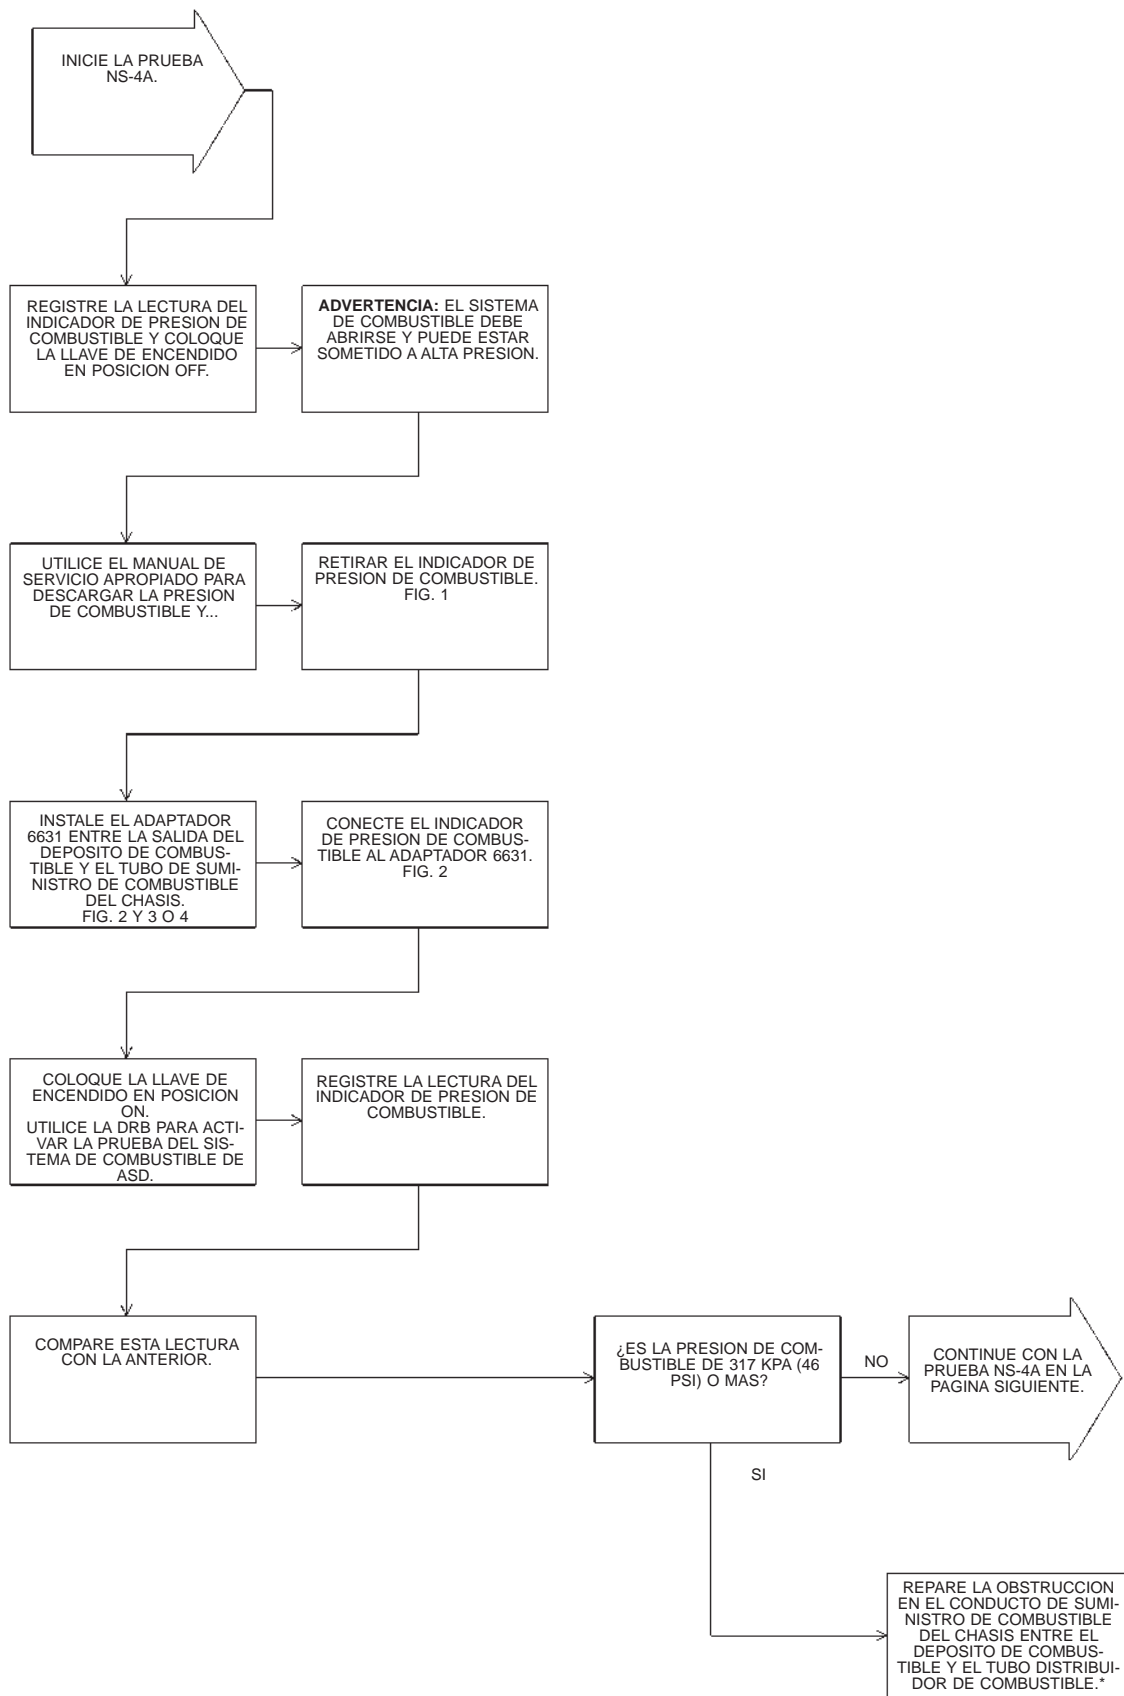 INICIE LA PRUEBA
NS-4A.
REGISTRE LA LECTURA DEL
INDICADOR DE PRESION DE
COMBUSTIBLE Y COLOQUE
LA LLAVE DE ENCENDIDO
EN POSICION OFF.
ADVERTENCIA: EL SISTEMA
DE COMBUSTIBLE DEBE
ABRIRSE Y PUEDE ESTAR
SOMETIDO A ALTA PRESION.
UTILICE EL MANUAL DE
SERVICIO APROPIADO PARA
DESCARGAR LA PRESION
DE COMBUSTIBLE Y...
RETIRAR EL INDICADOR DE
PRESION DE COMBUSTIBLE.
FIG. 1
INSTALE EL ADAPTADOR
6631 ENTRE LA SALIDA DEL
DEPOSITO DE COMBUS-
TIBLE Y EL TUBO DE SUMI-
NISTRO DE COMBUSTIBLE
DEL CHASIS.
FIG. 2 Y 3 O 4
CONECTE EL INDICADOR
DE PRESION DE COMBUS-
TIBLE AL ADAPTADOR 6631.
FIG. 2
COLOQUE LA LLAVE DE
ENCENDIDO EN POSICION
ON.
UTILICE LA DRB PARA ACTI-
VAR LA PRUEBA DEL SIS-
TEMA DE COMBUSTIBLE DE
ASD.
REGISTRE LA LECTURA DEL
INDICADOR DE PRESION DE
COMBUSTIBLE.
COMPARE ESTA LECTURA
CON LA ANTERIOR.
¿ES LA PRESION DE COM-
BUSTIBLE DE 317 KPA (46
PSI) O MAS?
NO
CONTINUE CON LA
PRUEBA NS-4A EN LA
PAGINA SIGUIENTE.
SI
REPARE LA OBSTRUCCION
EN EL CONDUCTO DE SUMI-
NISTRO DE COMBUSTIBLE
DEL CHASIS ENTRE EL
DEPOSITO DE COMBUS-
TIBLE Y EL TUBO DISTRIBUI-
DOR DE COMBUSTIBLE.*